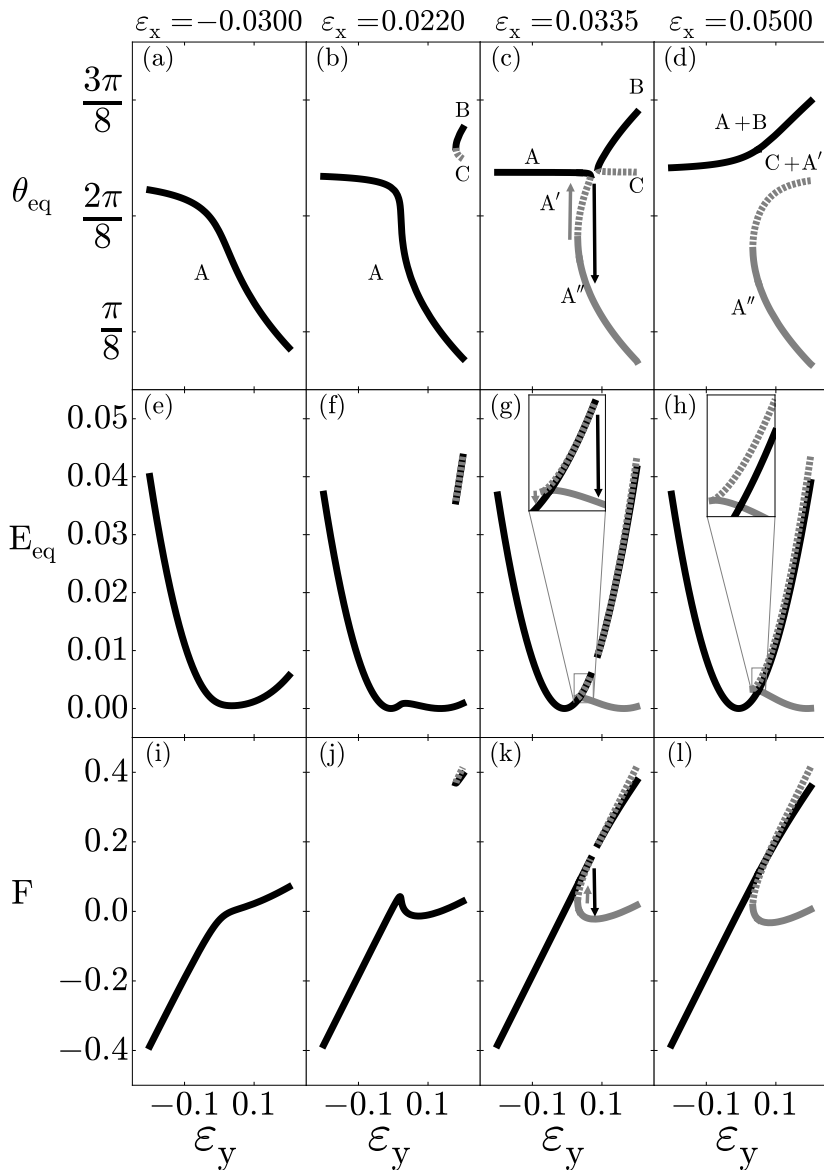 εx=−0.0300 εx=0.0220 εx=0.0335 εx=0.0500
(a) (b) (c) (d)
3π/8
2π/8
π/8
θeq
A
A
B
C
A
B
C
A′
A″
A+B
C+A′
A″
(e) (f) (g) (h)
0.05
0.04
0.03
0.02
0.01
0.00
Eeq
(i) (j) (k) (l)
0.4
0.2
0.0
−0.2
−0.4
F
−0.1 0.1 −0.1 0.1 −0.1 0.1 −0.1 0.1
εy εy εy εy